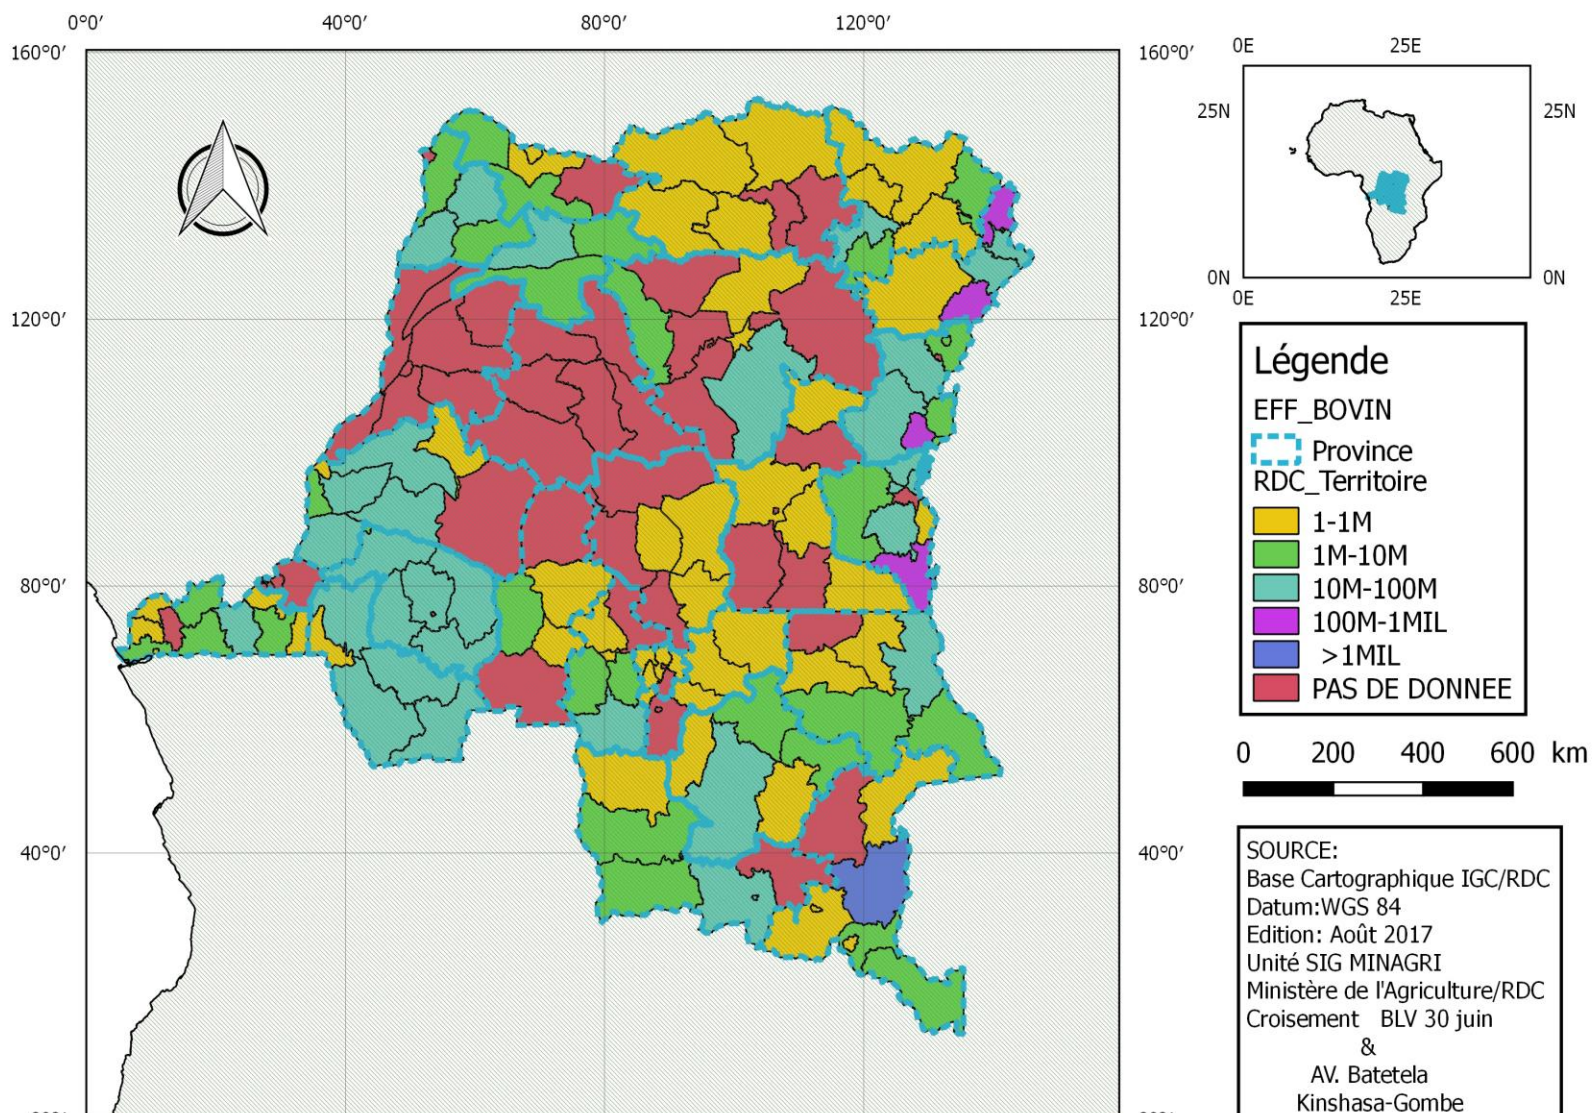 0°0′ 40°0′ 80°0′ 120°0′
160°0′ 160°0′
120°0′ 120°0′
80°0′ 80°0′
40°0′ 40°0′
0E 25E
25N 25N
0N 0N
0E 25E
Légende
EFF_BOVIN
Province
RDC_Territoire
1-1M
1M-10M
10M-100M
100M-1MIL
>1MIL
PAS DE DONNEE
0 200 400 600 km
SOURCE:
Base Cartographique IGC/RDC
Datum:WGS 84
Edition: Août 2017
Unité SIG MINAGRI
Ministère de l'Agriculture/RDC
Croisement BLV 30 juin
&
AV. Batetela
Kinshasa-Gombe